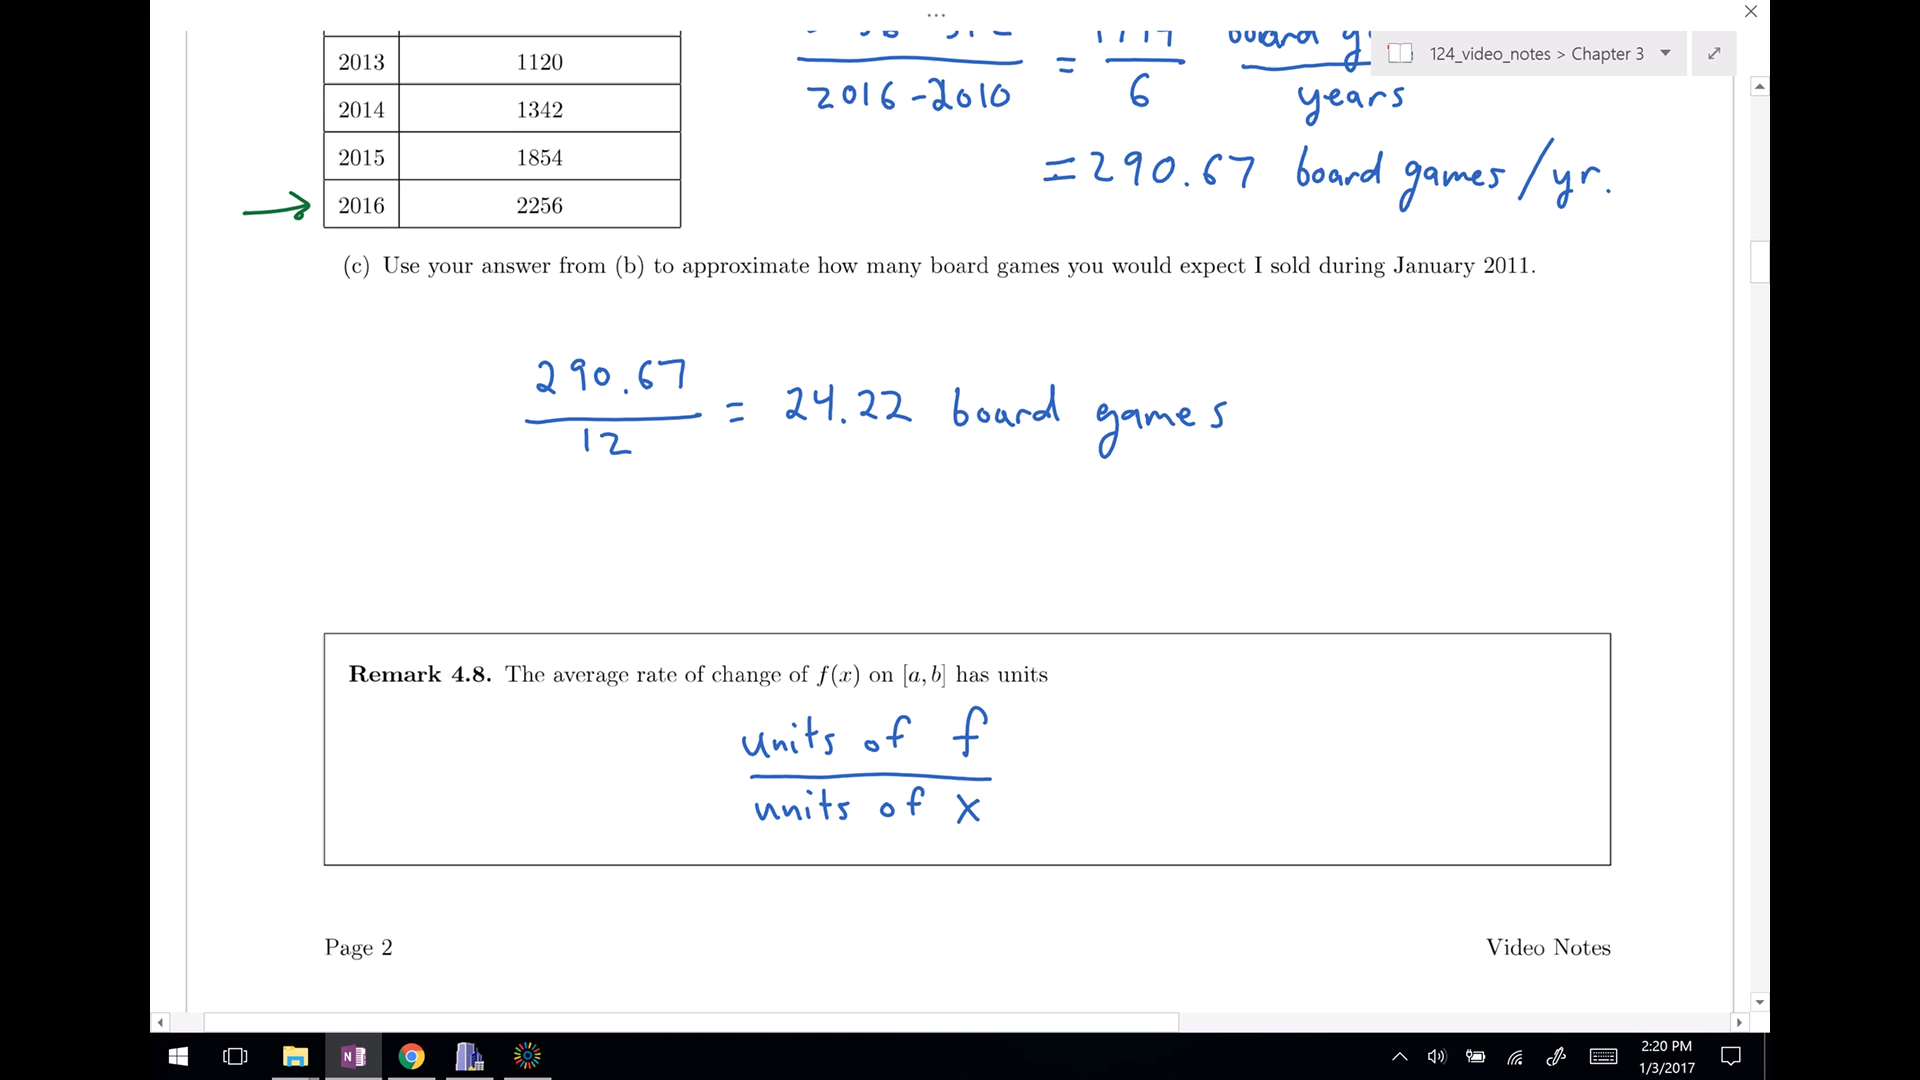 124_video_notes > Chapter 3
2013 1120
2014 1342
2015 1854
2016 2256
2016 - 2010 = 6 years
= 290.67 board games / yr.
(c) Use your answer from (b) to approximate how many board games you would expect I sold during January 2011.
290.67
12
= 24.22 board games
Remark 4.8. The average rate of change of f(x) on [a, b] has units
units of f
units of x
Page 2
Video Notes
2:20 PM
1/3/2017